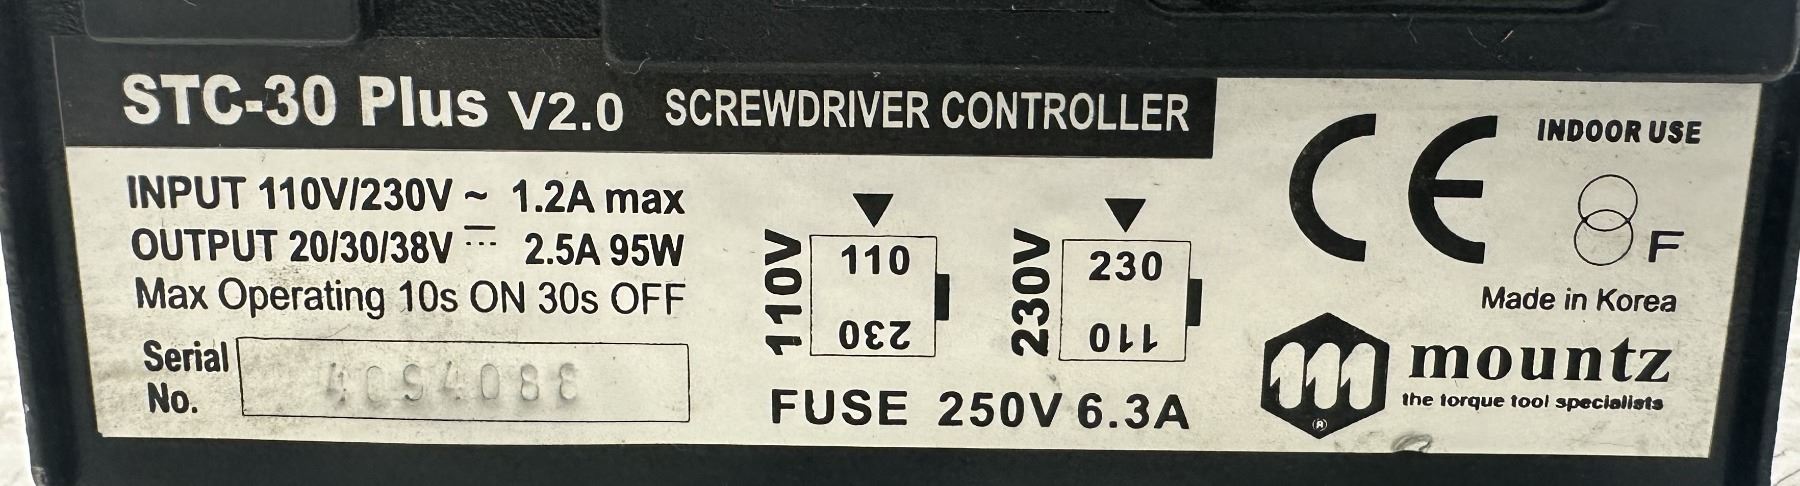 STC-30 Plus V2.0 SCREWDRIVER CONTROLLER
INPUT 110V/230V ~ 1.2A max
OUTPUT 20/30/38V ⎓ 2.5A 95W
Max Operating 10s ON 30s OFF
Serial No. 4094088
110V
110
230
230V
230
110
FUSE 250V 6.3A
CE
INDOOR USE
F
Made in Korea
mountz
the torque tool specialists
®